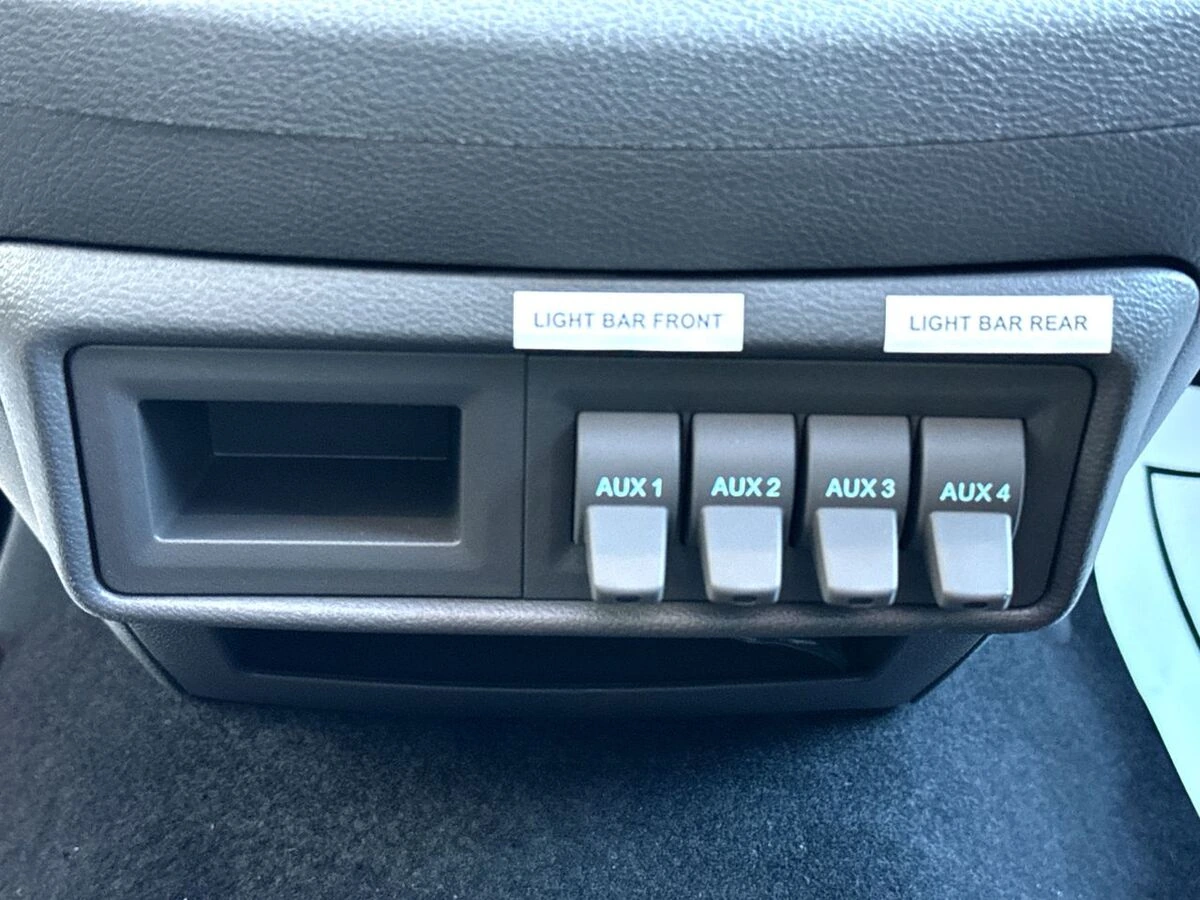 LIGHT BAR FRONT
LIGHT BAR REAR
AUX 1
AUX 2
AUX 3
AUX 4